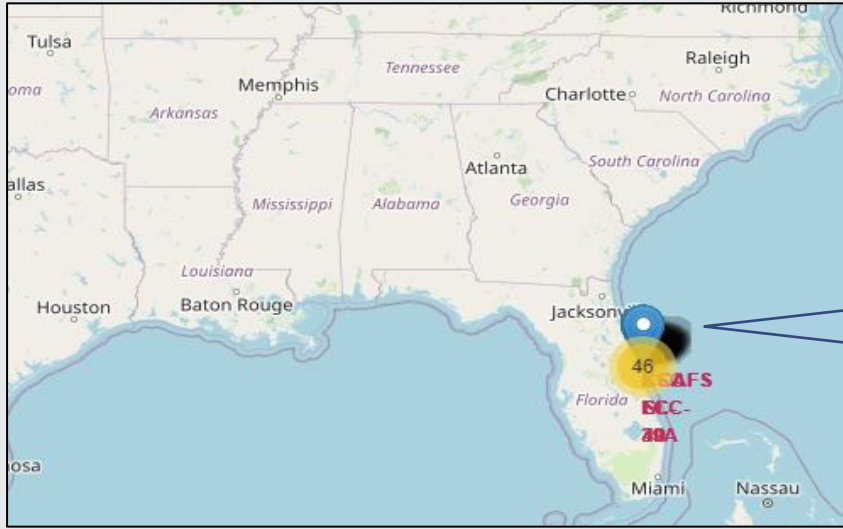 Richmond
Tulsa
Raleigh
Tennessee
oma
Memphis
Charlotte
North Carolina
Arkansas
Atlanta
South Carolina
allas
Mississippi
Alabama
Georgia
Louisiana
Houston
Baton Rouge
Jacksonvi
46
Florida
osa
Miami
Nassau